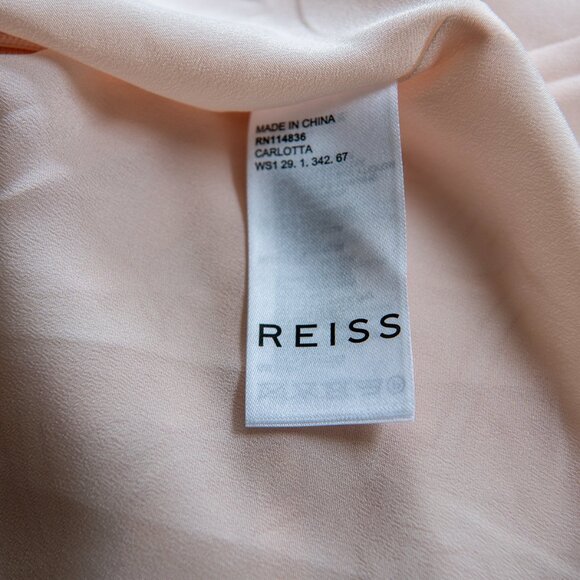 MADE IN CHINA
RN114836
CARLOTTA
WS1 29. 1. 342. 67
REISS